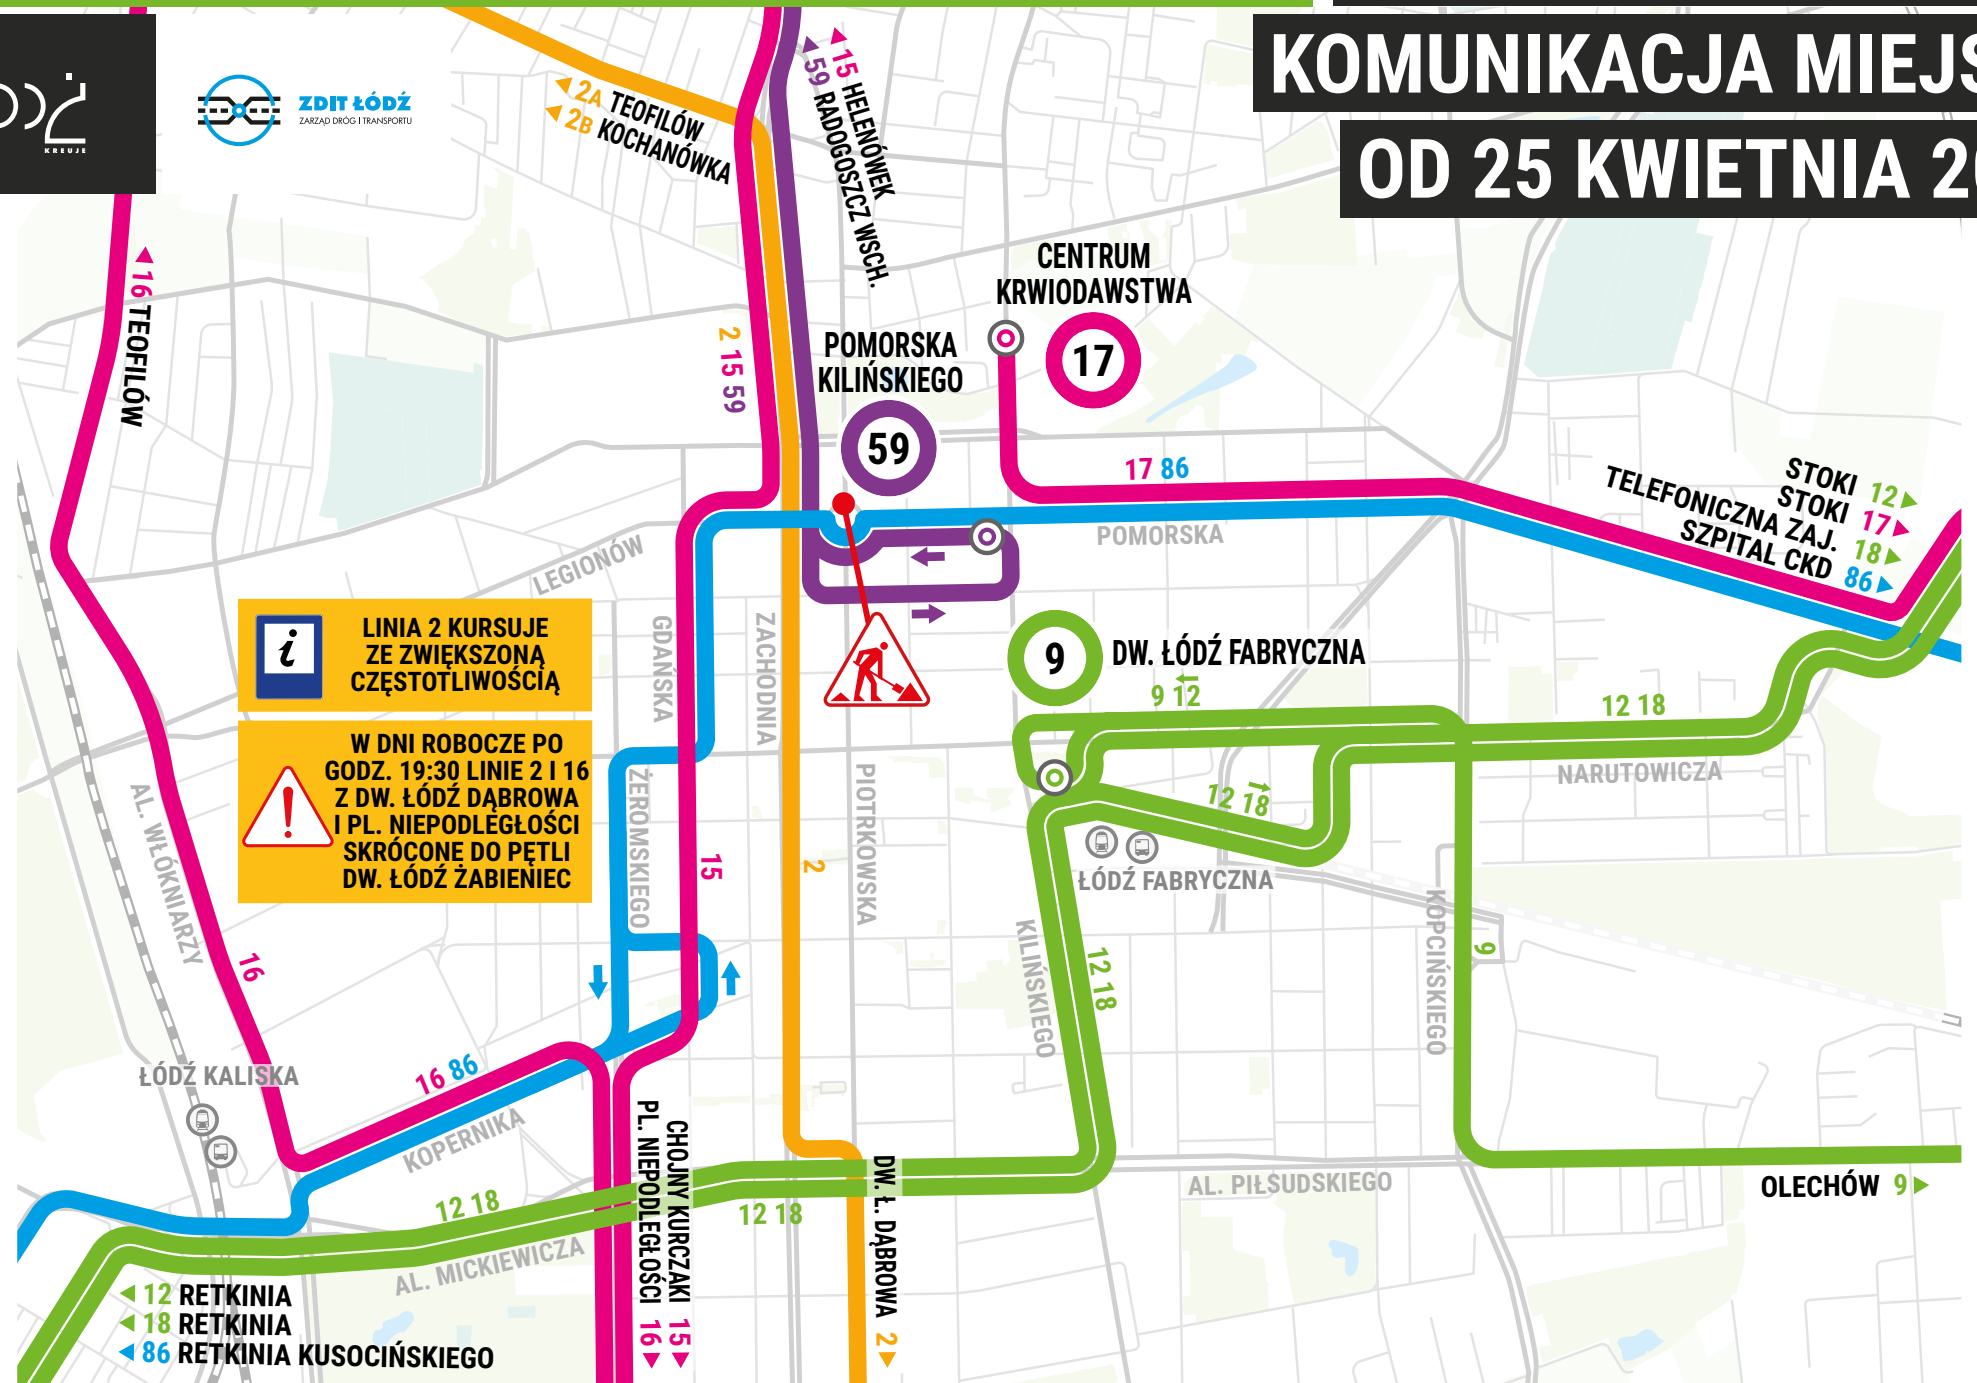 KREUJE
ZDIT ŁÓDŹ
ZARZĄD DRÓG I TRANSPORTU
KOMUNIKACJA
OD 25 KWIETNIA
2A TEOFILÓW
2B KOCHANÓWKA
15 HELENÓWEK
59 RADOGOSZCZ WSCH.
16 TEOFILÓW
2 15 59
CENTRUM
KRWIODAWSTWA
17
POMORSKA
KILIŃSKIEGO
59
17 86
POMORSKA
STOKI 12
STOKI 17
TELEFONICZNA ZAJ. 18
SZPITAL CKD 86
LEGIONÓW
GDAŃSKA
ZACHODNIA
LINIA 2 KURSUJE
ZE ZWIĘKSZONĄ
CZĘSTOTLIWOŚCIĄ
9
DW. ŁÓDŹ FABRYCZNA
9 12
12 18
NARUTOWICZA
W DNI ROBOCZE PO
GODZ. 19:30 LINIE 2 I 16
Z DW. ŁÓDŹ DĄBROWA
I PL. NIEPODLEGŁOŚCI
SKRÓCONE DO PĘTLI
DW. ŁÓDŹ ŻABIENIEC
AL. WŁÓKNIARZY
ŻEROMSKIEGO
PIOTRKOWSKA
15
2
12 18
ŁÓDŹ FABRYCZNA
KILIŃSKIEGO
12 18
KOPCIŃSKIEGO
9
16
ŁÓDŹ KALISKA
16 86
KOPERNIKA
12 18
AL. MICKIEWICZA
PL. NIEPODLEGŁOŚCI 16
CHOJNY KURCZAKI 15
12 18
DW. Ł. DĄBROWA 2
AL. PIŁSUDSKIEGO
OLECHÓW 9
12 RETKINIA
18 RETKINIA
86 RETKINIA KUSOCIŃSKIEGO